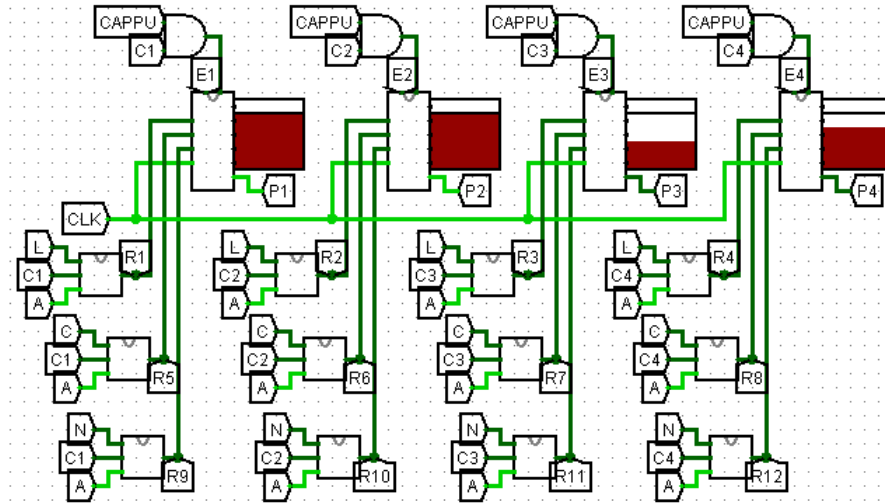 CAPPU CAPPU CAPPU CAPPU
C1 C2 C3 C4
E1 E2 E3 E4
P1 P2 P3 P4
CLK
L R1 L R2 L R3 L R4
C1 C2 C3 C4
A A A A
C C C C
C1 C2 C3 C4
R5 R6 R7 R8
A A A A
N N N N
C1 C2 C3 C4
R9 R10 R11 R12
A A A A